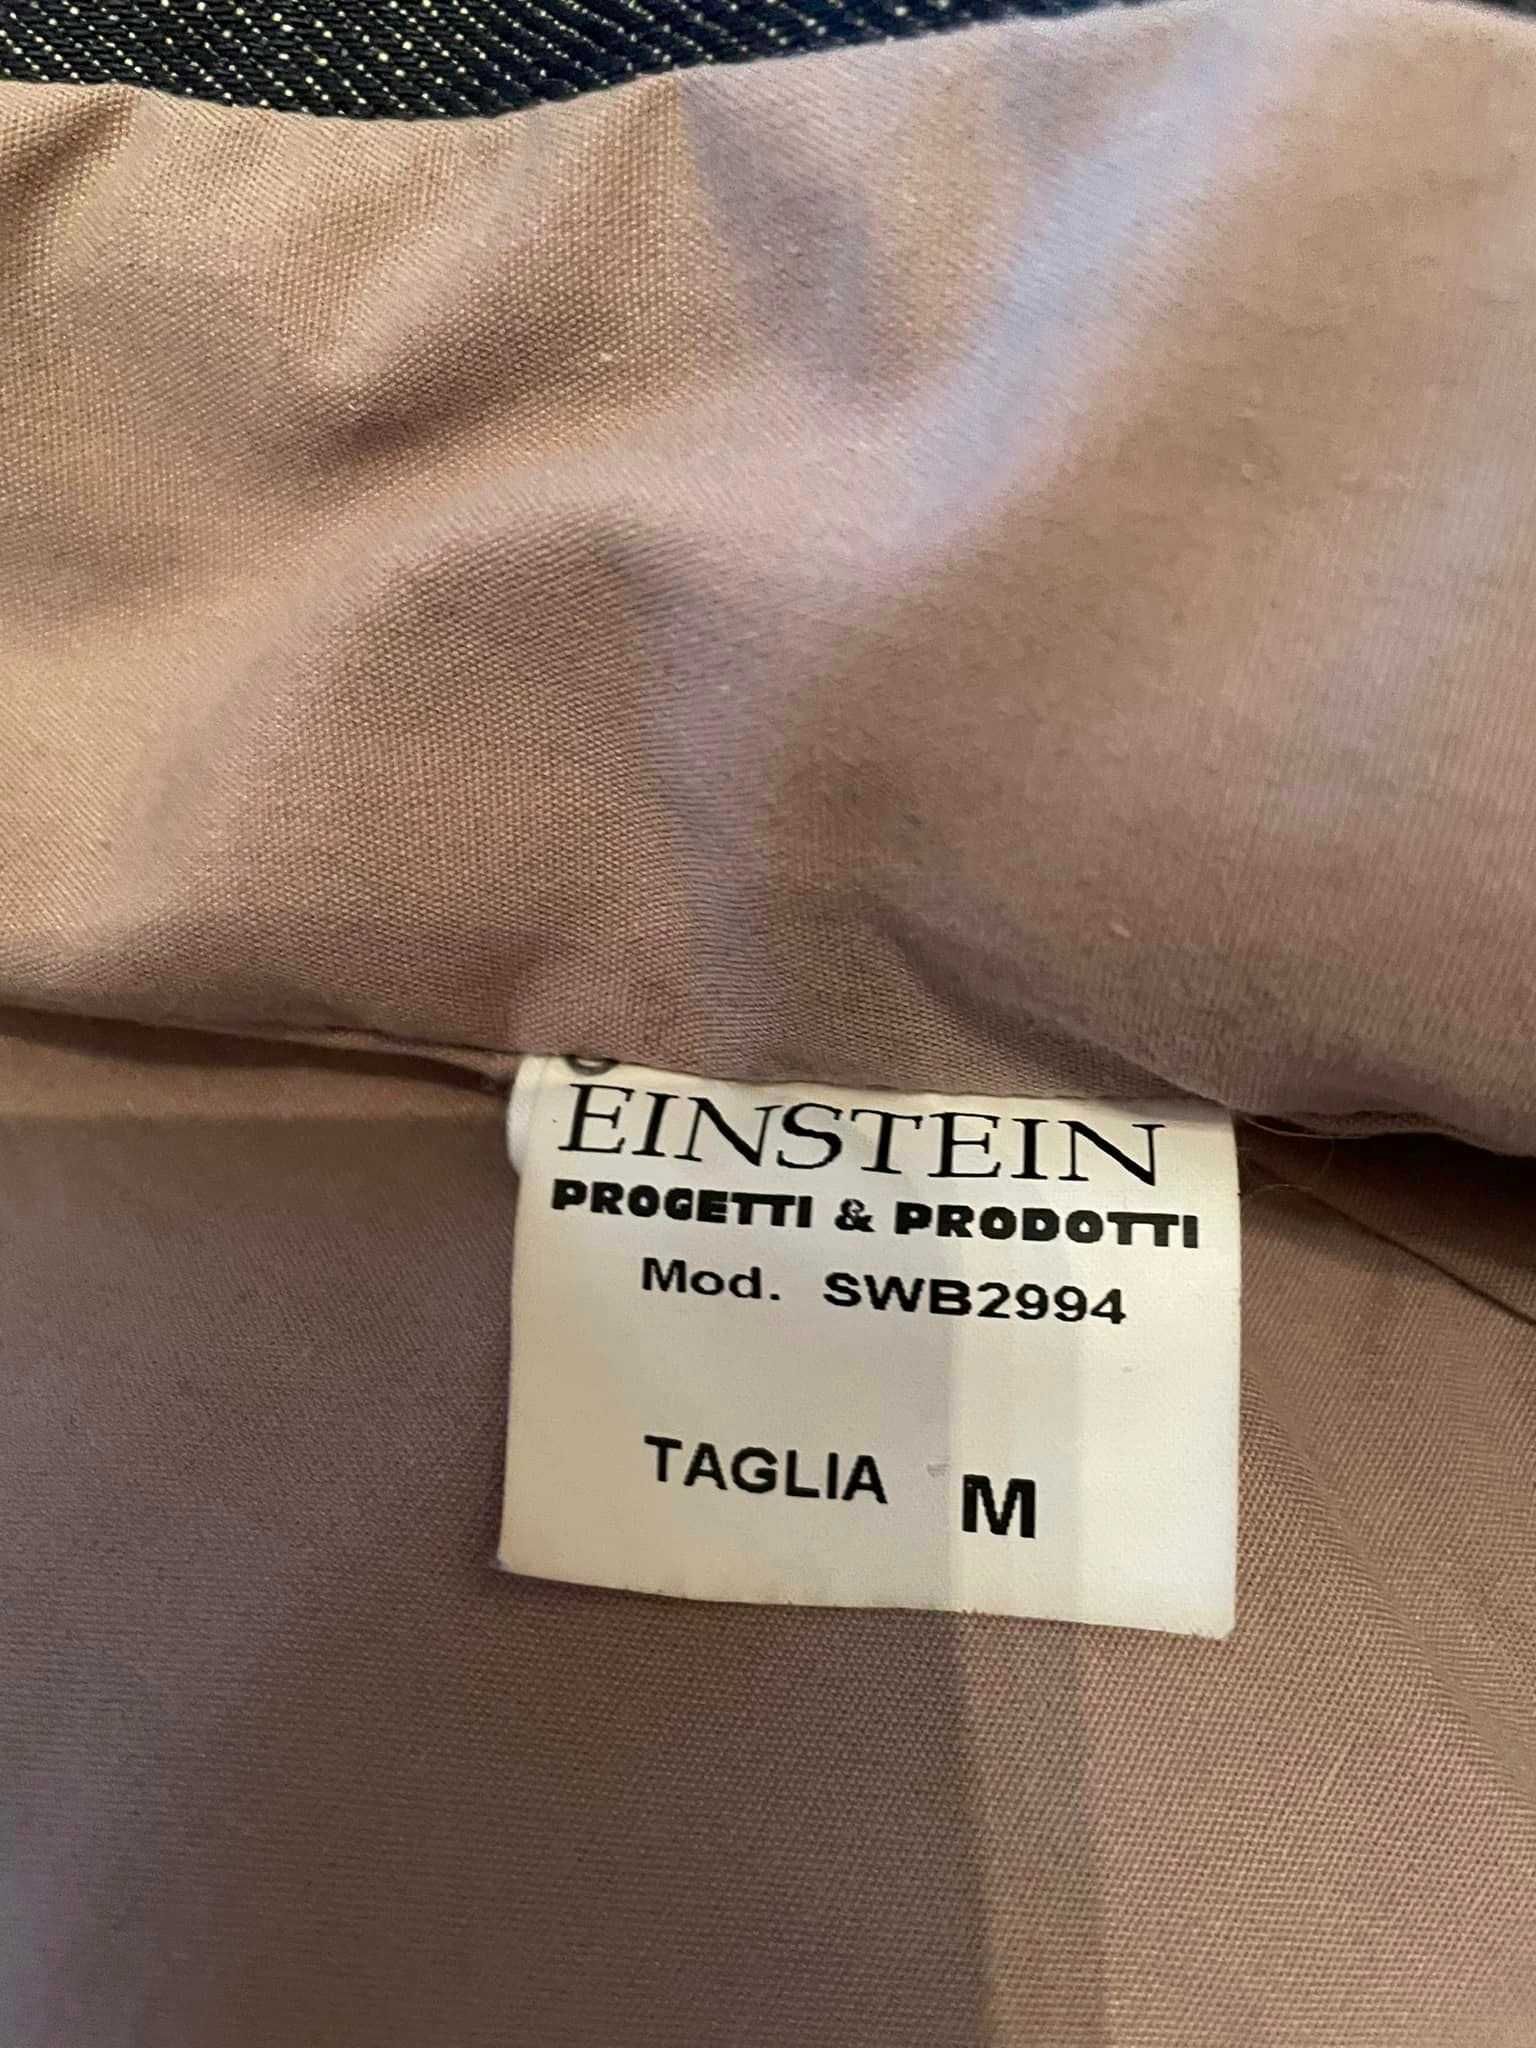 EINSTEIN
PROGETTI & PRODOTTI
Mod. SWB2994
TAGLIA M